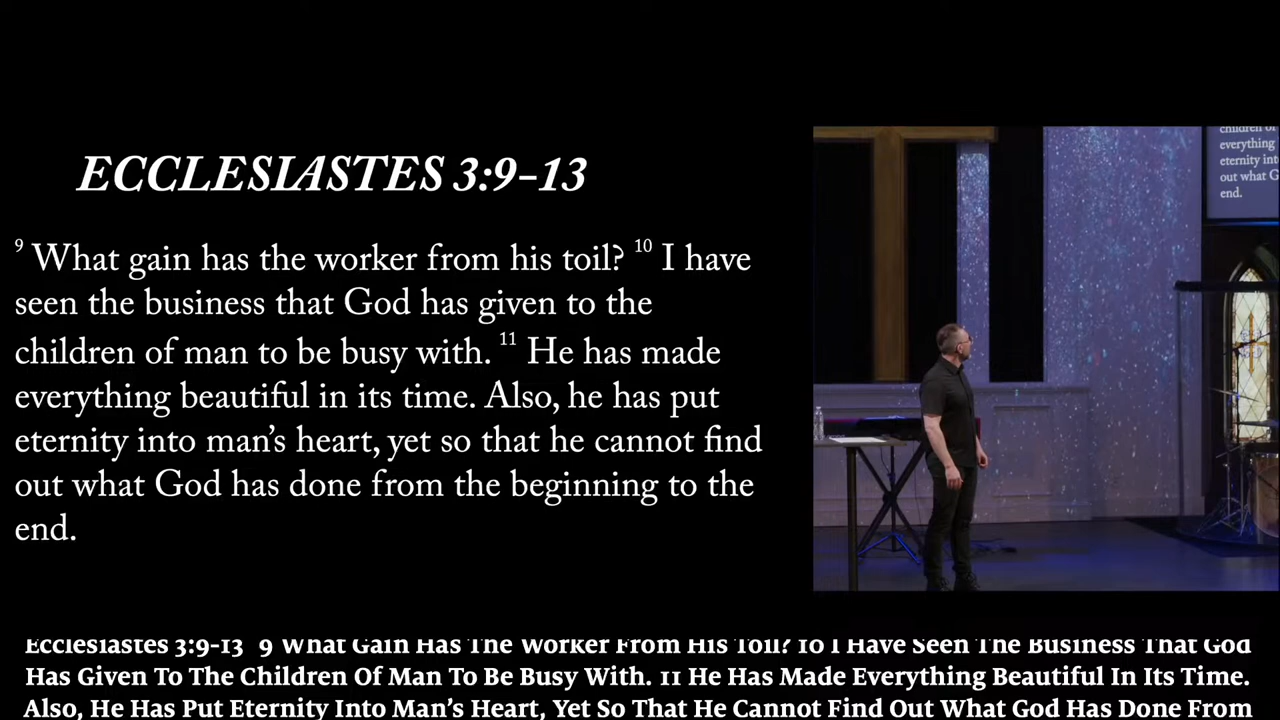 ECCLESIASTES 3:9–13
9 What gain has the worker from his toil? 10 I have
seen the business that God has given to the
children of man to be busy with. 11 He has made
everything beautiful in its time. Also, he has put
eternity into man’s heart, yet so that he cannot find
out what God has done from the beginning to the
end.
children of
everything
eternity int
out what G
end.
Ecclesiastes 3:9-13 9 What Gain Has The Worker From His Toil? 10 I Have Seen The Business That God
Has Given To The Children Of Man To Be Busy With. 11 He Has Made Everything Beautiful In Its Time.
Also, He Has Put Eternity Into Man’s Heart, Yet So That He Cannot Find Out What God Has Done From